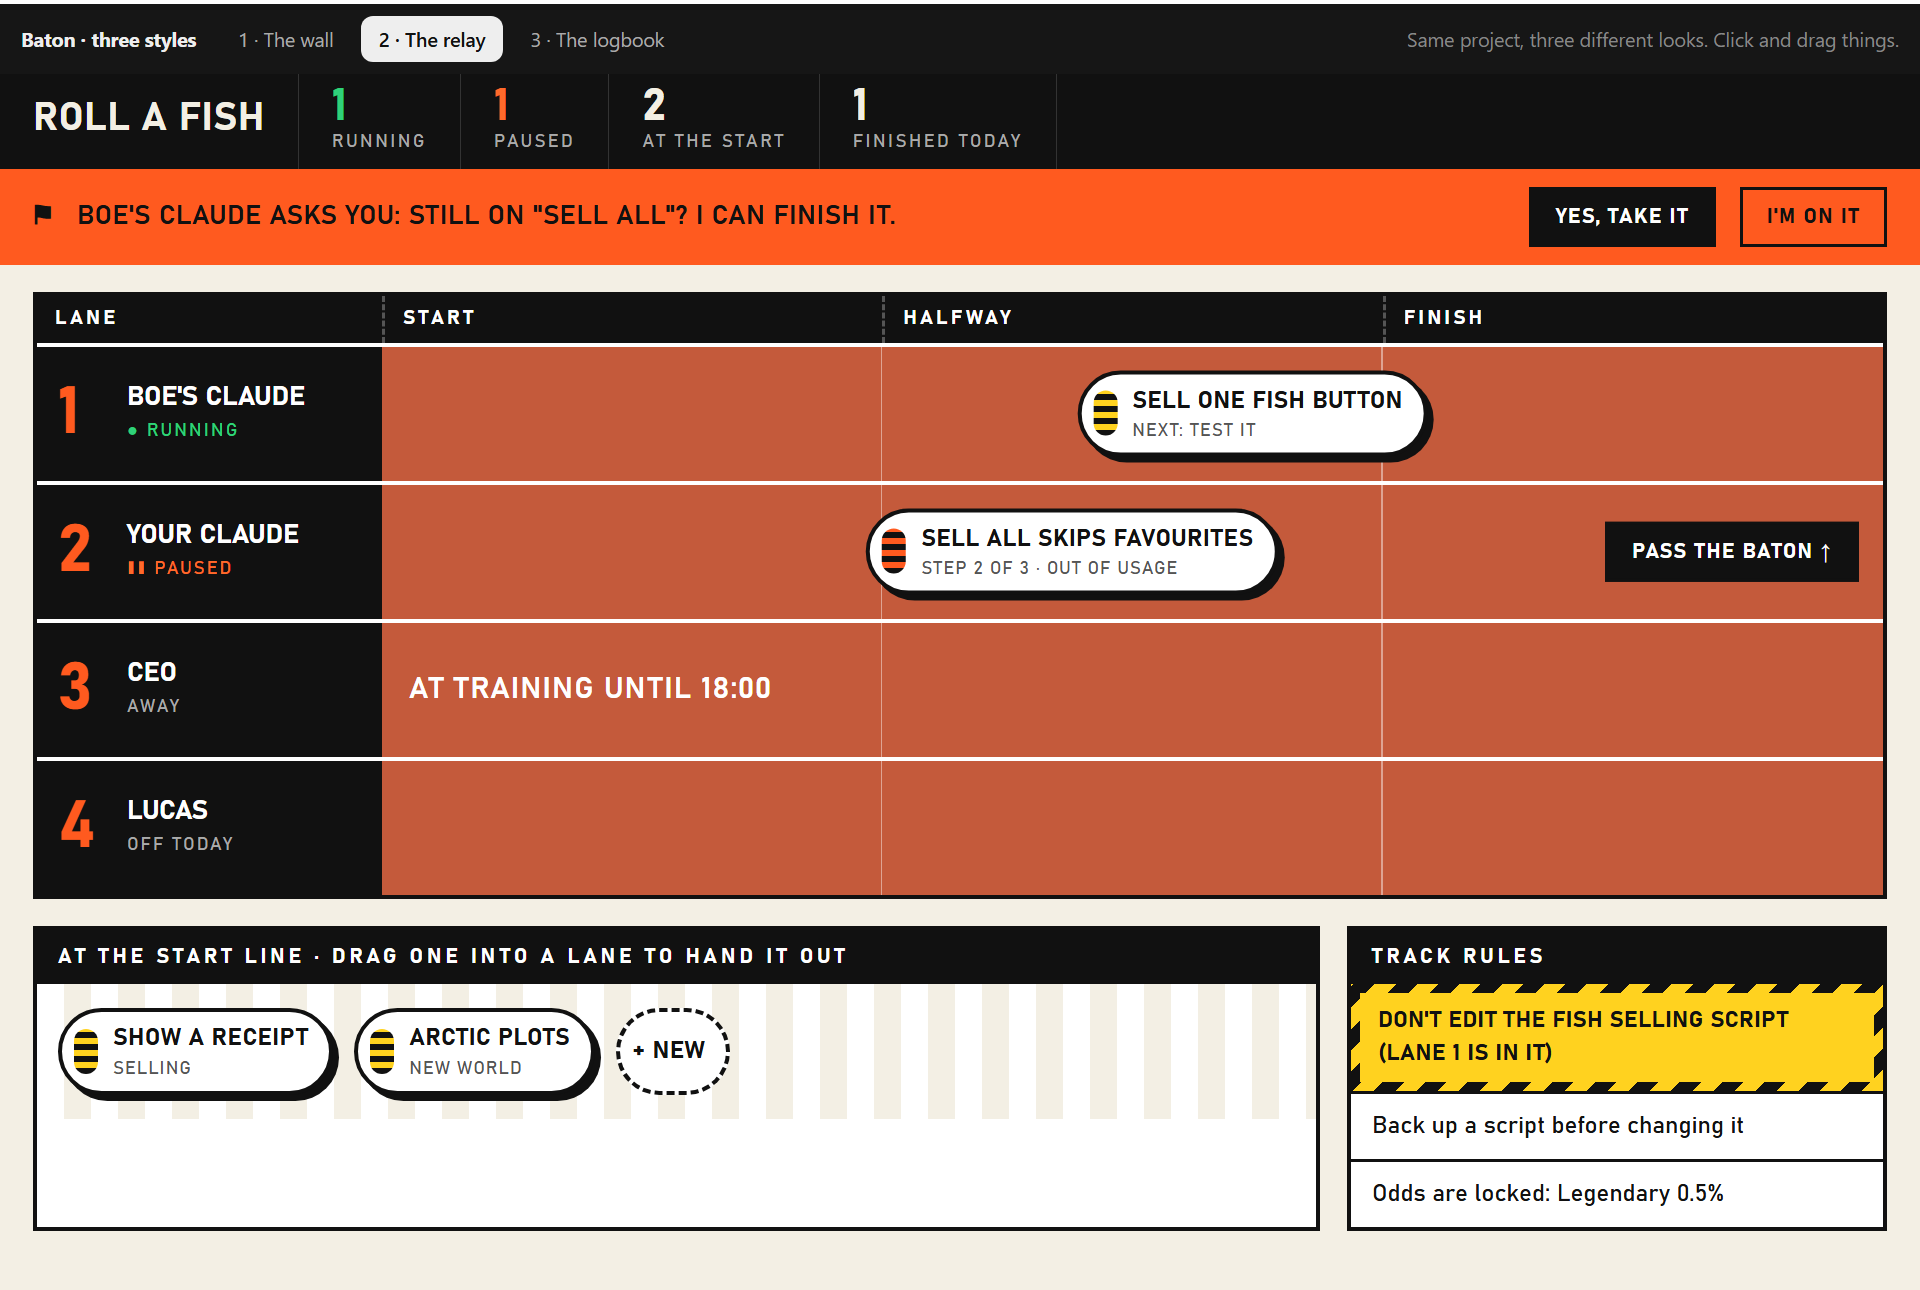 Baton · three styles
1 · The wall
2 · The relay
3 · The logbook
Same project, three different looks. Click and drag things.
ROLL A FISH
1
RUNNING
1
PAUSED
2
AT THE START
1
FINISHED TODAY
BOE'S CLAUDE ASKS YOU: STILL ON "SELL ALL"? I CAN FINISH IT.
YES, TAKE IT
I'M ON IT
LANE
START
HALFWAY
FINISH
1
BOE'S CLAUDE
● RUNNING
SELL ONE FISH BUTTON
NEXT: TEST IT
2
YOUR CLAUDE
PAUSED
SELL ALL SKIPS FAVOURITES
STEP 2 OF 3 · OUT OF USAGE
PASS THE BATON ↑
3
CEO
AWAY
AT TRAINING UNTIL 18:00
4
LUCAS
OFF TODAY
AT THE START LINE · DRAG ONE INTO A LANE TO HAND IT OUT
SHOW A RECEIPT
SELLING
ARCTIC PLOTS
NEW WORLD
+ NEW
TRACK RULES
DON'T EDIT THE FISH SELLING SCRIPT
(LANE 1 IS IN IT)
Back up a script before changing it
Odds are locked: Legendary 0.5%